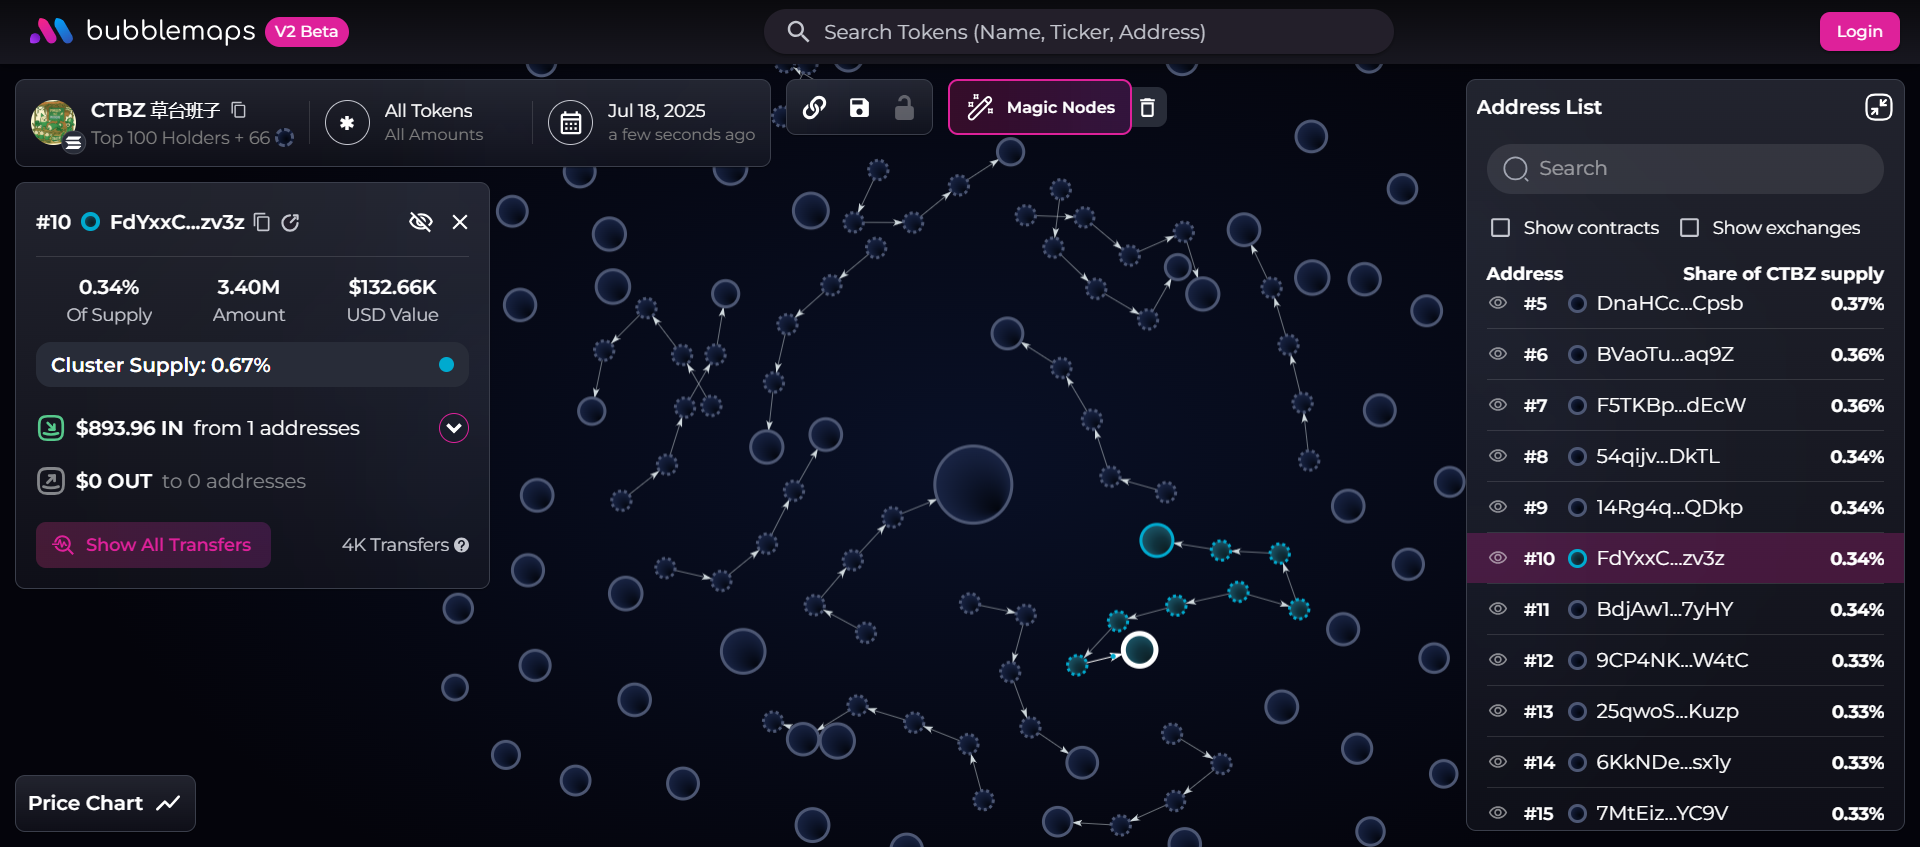 bubblemaps V2 Beta
Search Tokens (Name, Ticker, Address)
Login
CTBZ 草台班子
Top 100 Holders + 66
All Tokens
All Amounts
Jul 18, 2025
a few seconds ago
Magic Nodes
#10 FdYxxC...zv3z
0.34% 3.40M $132.66K
Of Supply Amount USD Value
Cluster Supply: 0.67%
$893.96 IN from 1 addresses
$0 OUT to 0 addresses
Show All Transfers 4K Transfers ?
Price Chart
Address List
Search
Show contracts Show exchanges
Address Share of CTBZ supply
#5 DnaHCc...Cpsb 0.37%
#6 BVaoTu...aq9Z 0.36%
#7 F5TKBp...dEcW 0.36%
#8 54qijv...DkTL 0.34%
#9 14Rg4q...QDkp 0.34%
#10 FdYxxC...zv3z 0.34%
#11 BdjAw1...7yHY 0.34%
#12 9CP4NK...W4tC 0.33%
#13 25qwoS...Kuzp 0.33%
#14 6KkNDe...sx1y 0.33%
#15 7MtEiz...YC9V 0.33%